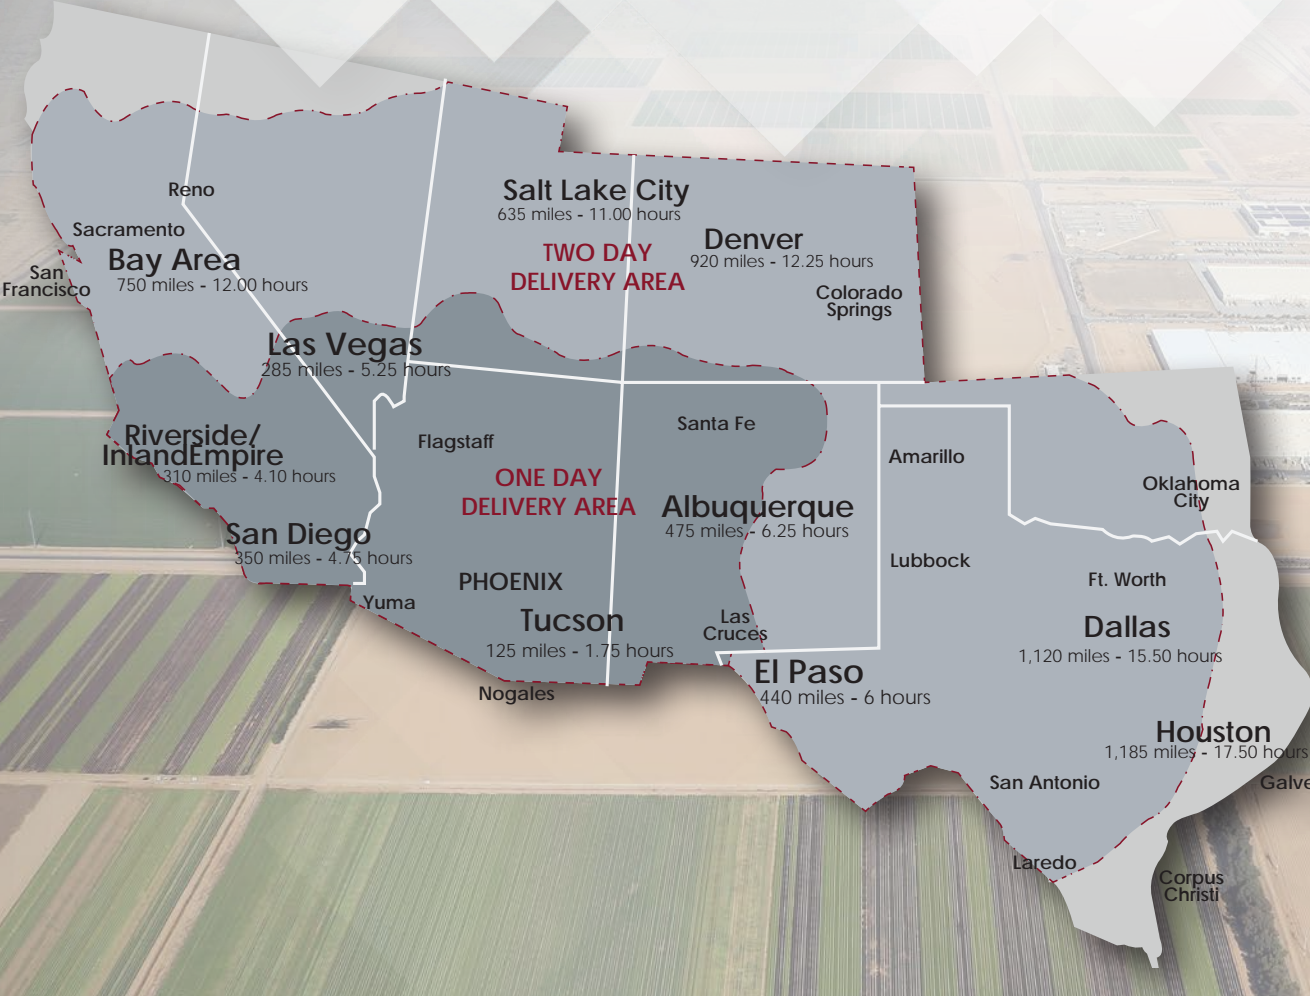 Reno
Sacramento
San
Francisco
Bay Area
750 miles - 12.00 hours
Salt Lake City
635 miles - 11.00 hours
TWO DAY
DELIVERY AREA
Denver
920 miles - 12.25 hours
Colorado
Springs
Las Vegas
285 miles - 5.25 hours
Riverside/
InlandEmpire
310 miles - 4.10 hours
San Diego
350 miles - 4.75 hours
Flagstaff
Santa Fe
ONE DAY
DELIVERY AREA
Albuquerque
475 miles - 6.25 hours
Amarillo
Oklahoma
City
Lubbock
PHOENIX
Yuma
Tucson
125 miles - 1.75 hours
Nogales
Las
Cruces
El Paso
440 miles - 6 hours
Ft. Worth
Dallas
1,120 miles - 15.50 hours
Houston
1,185 miles - 17.50 hours
San Antonio
Galve
Laredo
Corpus
Christi